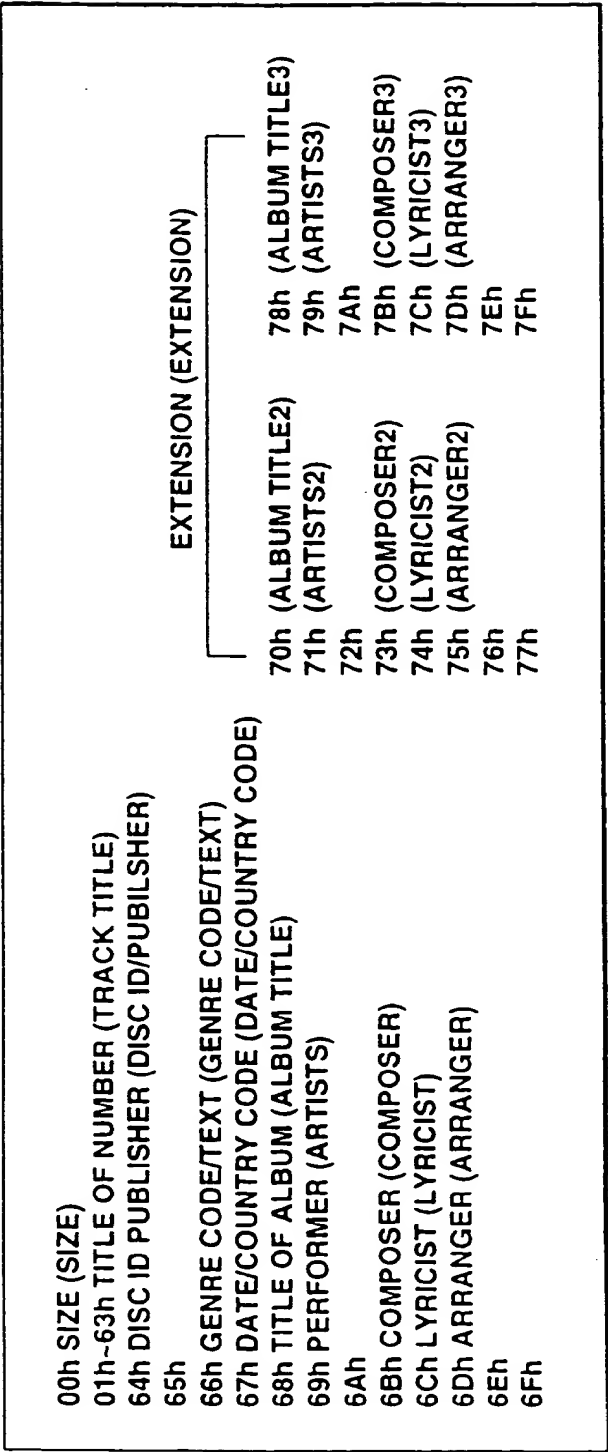 00h SIZE (SIZE)
01h~63h TITLE OF NUMBER (TRACK TITLE)
64h DISC ID PUBLISHER (DISC ID/PUBILSHER)
65h
66h GENRE CODE/TEXT (GENRE CODE/TEXT)
67h DATE/COUNTRY CODE (DATE/COUNTRY CODE)
68h TITLE OF ALBUM (ALBUM TITLE)
69h PERFORMER (ARTISTS)
6Ah
6Bh COMPOSER (COMPOSER)
6Ch LYRICIST (LYRICIST)
6Dh ARRANGER (ARRANGER)
6Eh
6Fh
EXTENSION (EXTENSION)
70h (ALBUM TITLE2)
71h (ARTISTS2)
72h
73h (COMPOSER2)
74h (LYRICIST2)
75h (ARRANGER2)
76h
77h
78h (ALBUM TITLE3)
79h (ARTISTS3)
7Ah
7Bh (COMPOSER3)
7Ch (LYRICIST3)
7Dh (ARRANGER3)
7Eh
7Fh